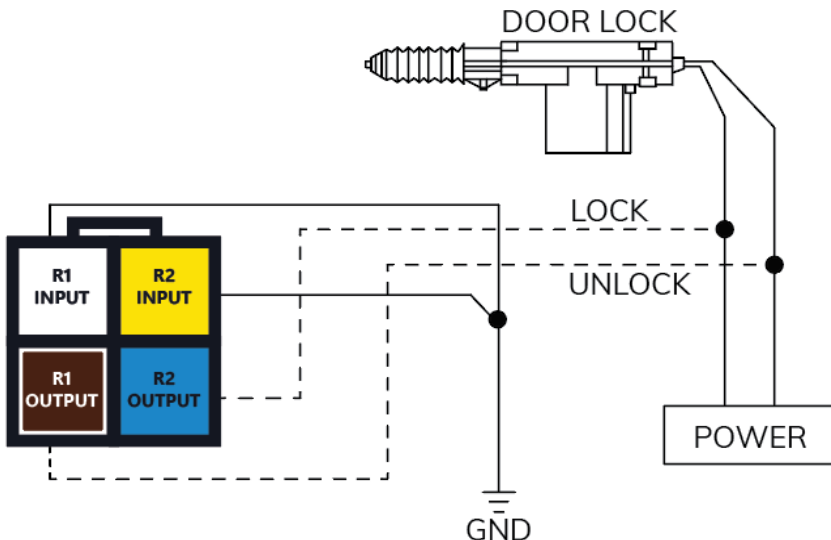 DOOR LOCK
LOCK
UNLOCK
R1
INPUT
R2
INPUT
R1
OUTPUT
R2
OUTPUT
POWER
GND